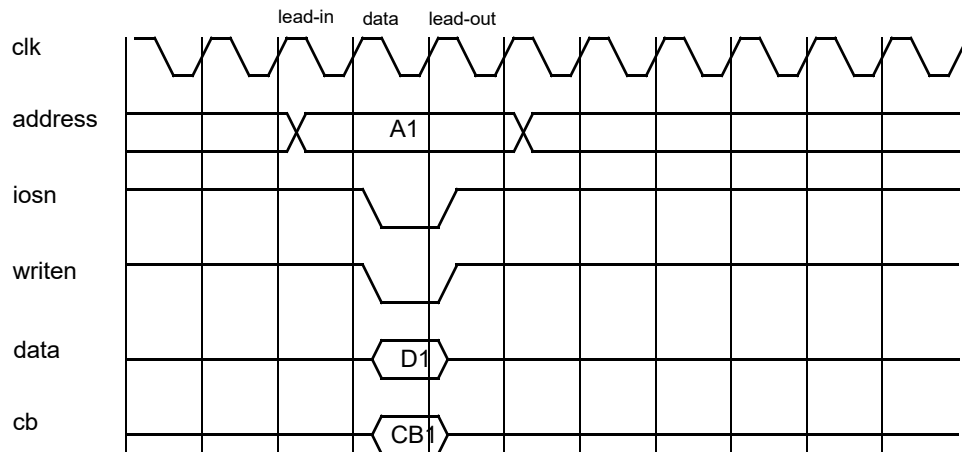 lead-in data lead-out
clk
address A1
iosn
writen
data D1
cb CB1